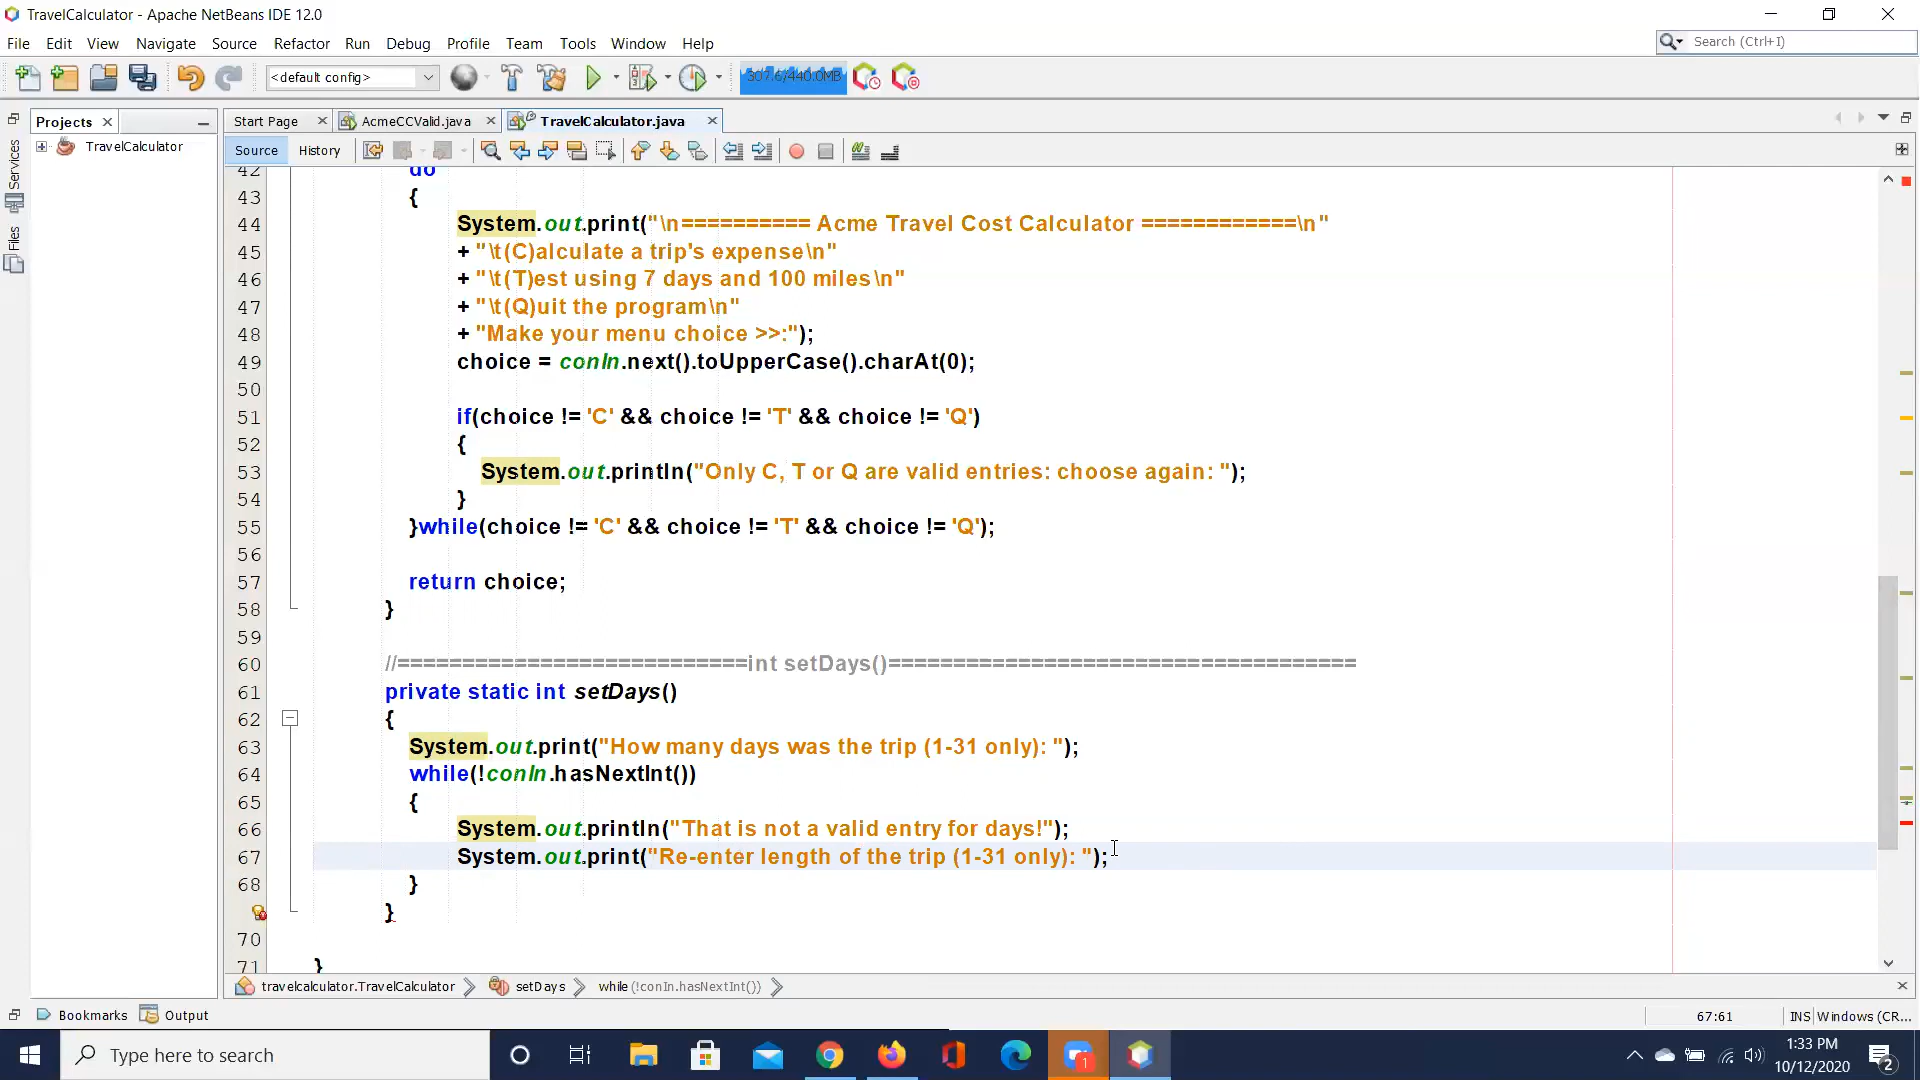 TravelCalculator - Apache NetBeans IDE 12.0
File Edit View Navigate Source Refactor Run Debug Profile Team Tools Window Help
Search (Ctrl+I)
<default config>
307.6/440.0MB
Projects
Start Page
AcmeCCValid.java
TravelCalculator.java
TravelCalculator
Services
Files
Source
History
42 do
43 {
44 System.out.print("\n========== Acme Travel Cost Calculator ============\n"
45 + "\t(C)alculate a trip's expense\n"
46 + "\t(T)est using 7 days and 100 miles\n"
47 + "\t(Q)uit the program\n"
48 + "Make your menu choice >>:");
49 choice = conIn.next().toUpperCase().charAt(0);
50
51 if(choice != 'C' && choice != 'T' && choice != 'Q')
52 {
53 System.out.println("Only C, T or Q are valid entries: choose again: ");
54 }
55 }while(choice != 'C' && choice != 'T' && choice != 'Q');
56
57 return choice;
58 }
59
60 //===========================int setDays()====================================
61 private static int setDays()
62 {
63 System.out.print("How many days was the trip (1-31 only): ");
64 while(!conIn.hasNextInt())
65 {
66 System.out.println("That is not a valid entry for days!");
67 System.out.print("Re-enter length of the trip (1-31 only): ");
68 }
}
70
71 }
travelcalculator.TravelCalculator
setDays
while (!conIn.hasNextInt())
Bookmarks
Output
67:61
INS
Windows (CR...
Type here to search
1
1:33 PM
10/12/2020
2